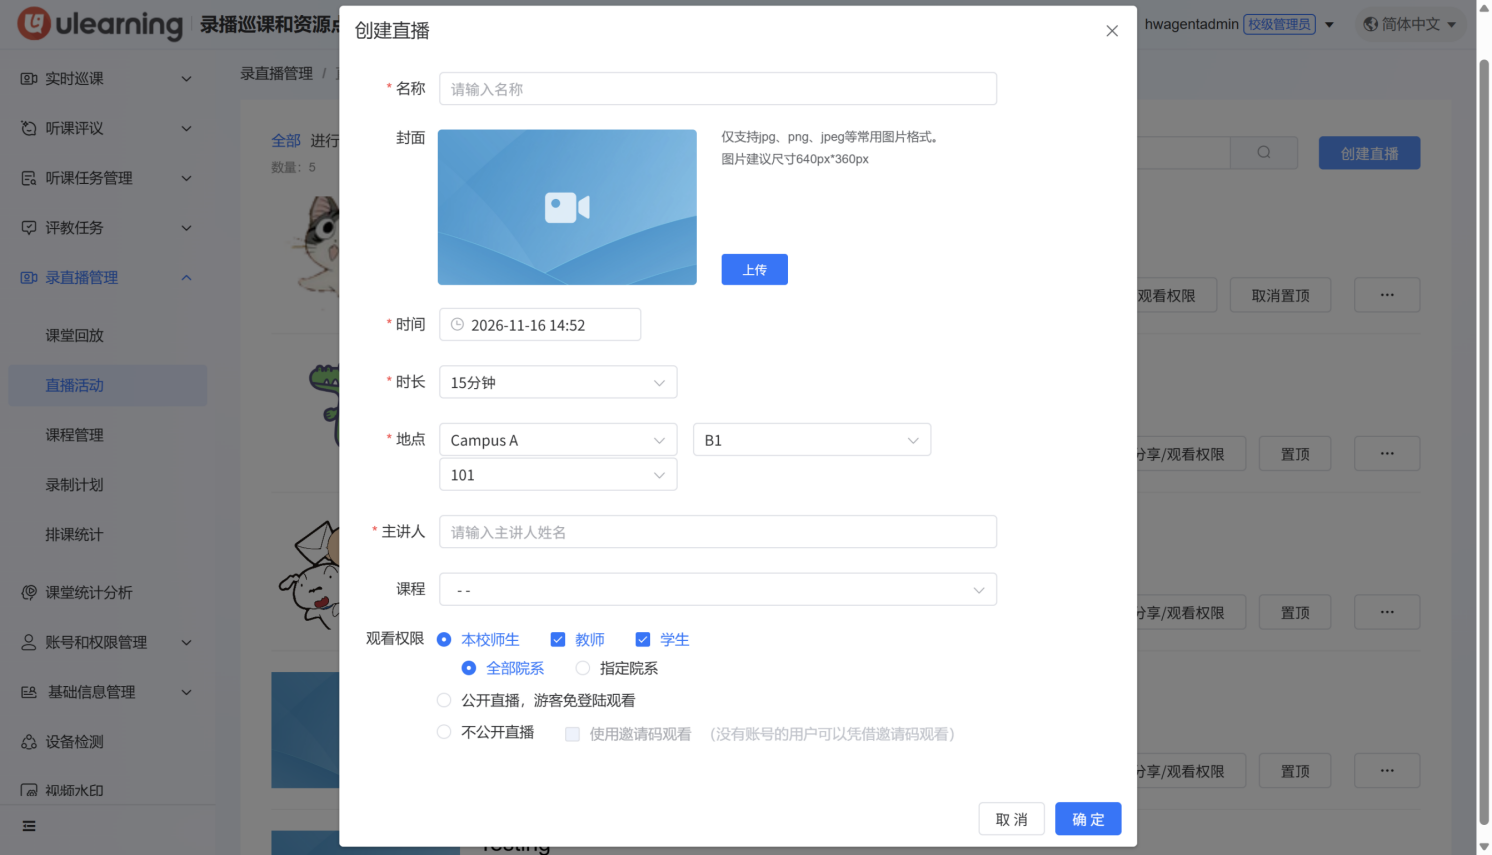 ulearning
录播巡课和资源点
hwagentadmin 校级管理员
简体中文
实时巡课
听课评议
听课任务管理
评教任务
录直播管理
课堂回放
直播活动
课程管理
录制计划
排课统计
课堂统计分析
账号和权限管理
基础信息管理
设备检测
视频水印
录直播管理 /
全部 进行
数量：5
创建直播
观看权限 取消置顶 ...
分享/观看权限 置顶 ...
分享/观看权限 置顶 ...
分享/观看权限 置顶 ...
Testing
创建直播
* 名称 请输入名称
封面
仅支持jpg、png、jpeg等常用图片格式。
图片建议尺寸640px*360px
上传
* 时间 2026-11-16 14:52
* 时长 15分钟
* 地点 Campus A B1
101
* 主讲人 请输入主讲人姓名
课程 - -
观看权限 本校师生 教师 学生
全部院系 指定院系
公开直播，游客免登陆观看
不公开直播 使用邀请码观看 （没有账号的用户可以凭借邀请码观看）
取 消 确 定